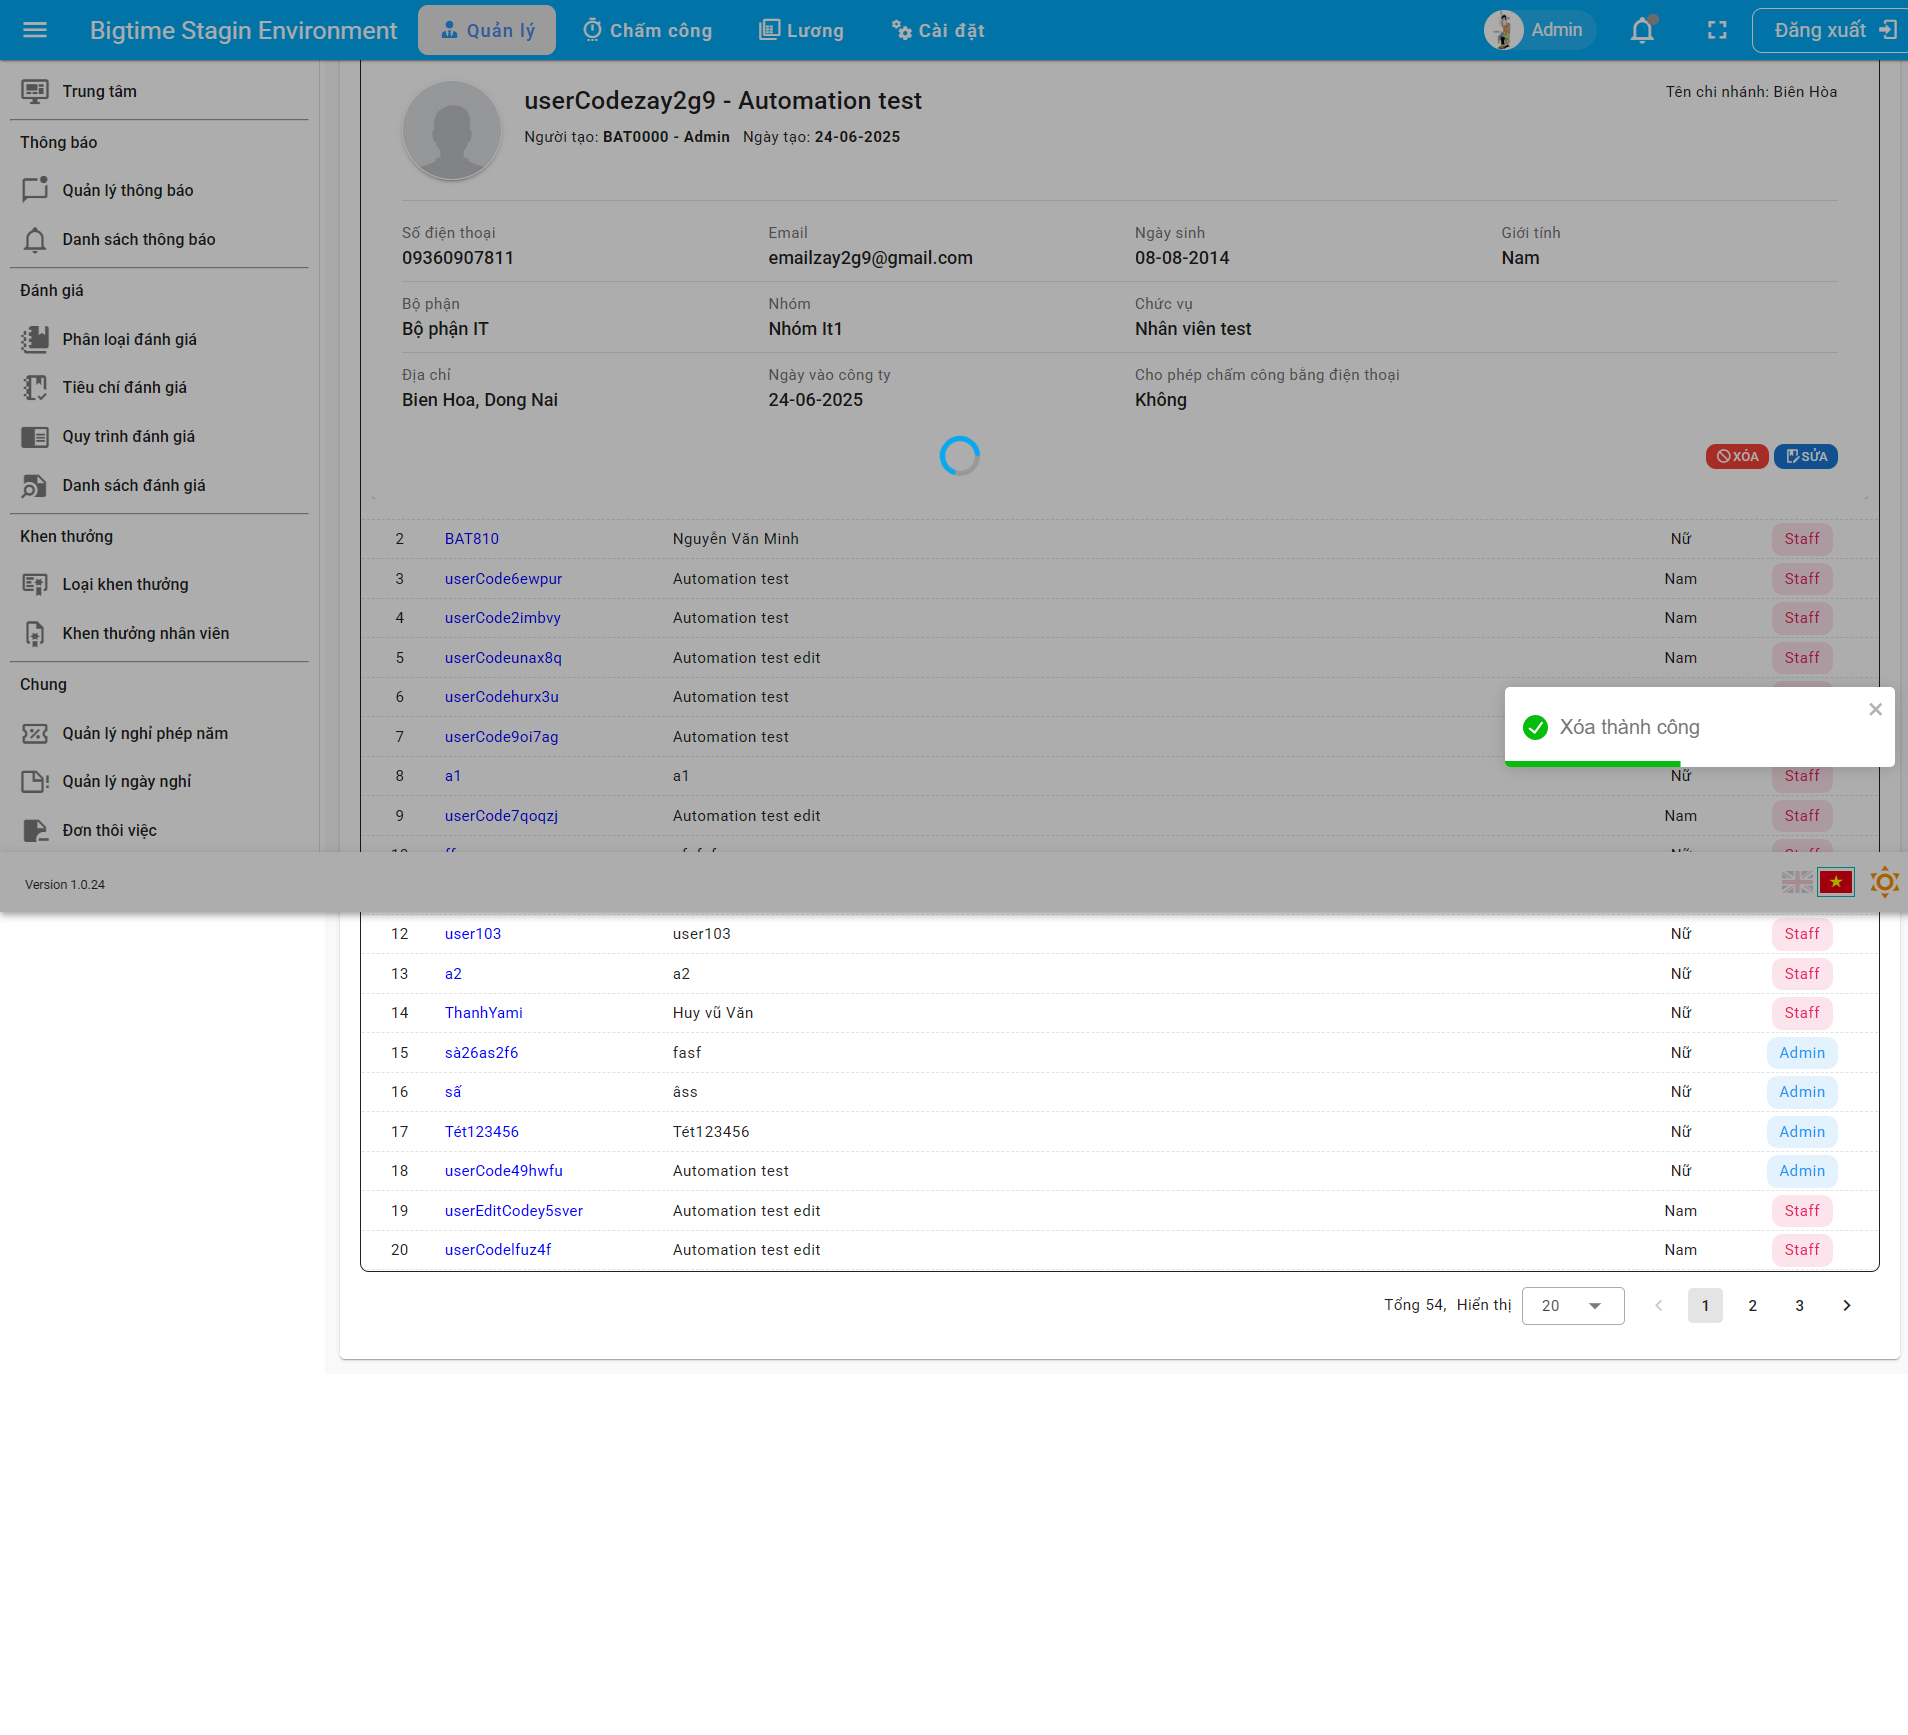 Bigtime Stagin Environment
Quản lý
Chấm công
Lương
Cài đặt
Admin
Đăng xuất
Trung tâm
Thông báo
Quản lý thông báo
Danh sách thông báo
Đánh giá
Phân loại đánh giá
Tiêu chí đánh giá
Quy trình đánh giá
Danh sách đánh giá
Khen thưởng
Loại khen thưởng
Khen thưởng nhân viên
Chung
Quản lý nghỉ phép năm
Quản lý ngày nghỉ
Đơn thôi việc
userCodezay2g9 - Automation test
Tên chi nhánh: Biên Hòa
Người tạo: BAT0000 - Admin Ngày tạo: 24-06-2025
Số điện thoại Email Ngày sinh Giới tính
09360907811 emailzay2g9@gmail.com 08-08-2014 Nam
Bộ phận Nhóm Chức vụ
Bộ phận IT Nhóm It1 Nhân viên test
Địa chỉ Ngày vào công ty Cho phép chấm công bằng điện thoại
Bien Hoa, Dong Nai 24-06-2025 Không
XÓA SỬA
2 BAT810 Nguyễn Văn Minh Nữ Staff
3 userCode6ewpur Automation test Nam Staff
4 userCode2imbvy Automation test Nam Staff
5 userCodeunax8q Automation test edit Nam Staff
6 userCodehurx3u Automation test
7 userCode9oi7ag Automation test
Xóa thành công
8 a1 a1 Nữ Staff
9 userCode7qoqzj Automation test edit Nam Staff
Version 1.0.24
12 user103 user103 Nữ Staff
13 a2 a2 Nữ Staff
14 ThanhYami Huy vũ Văn Nữ Staff
15 sà26as2f6 fasf Nữ Admin
16 sấ âss Nữ Admin
17 Tét123456 Tét123456 Nữ Admin
18 userCode49hwfu Automation test Nữ Admin
19 userEditCodey5sver Automation test edit Nam Staff
20 userCodelfuz4f Automation test edit Nam Staff
Tổng 54, Hiển thị 20 1 2 3